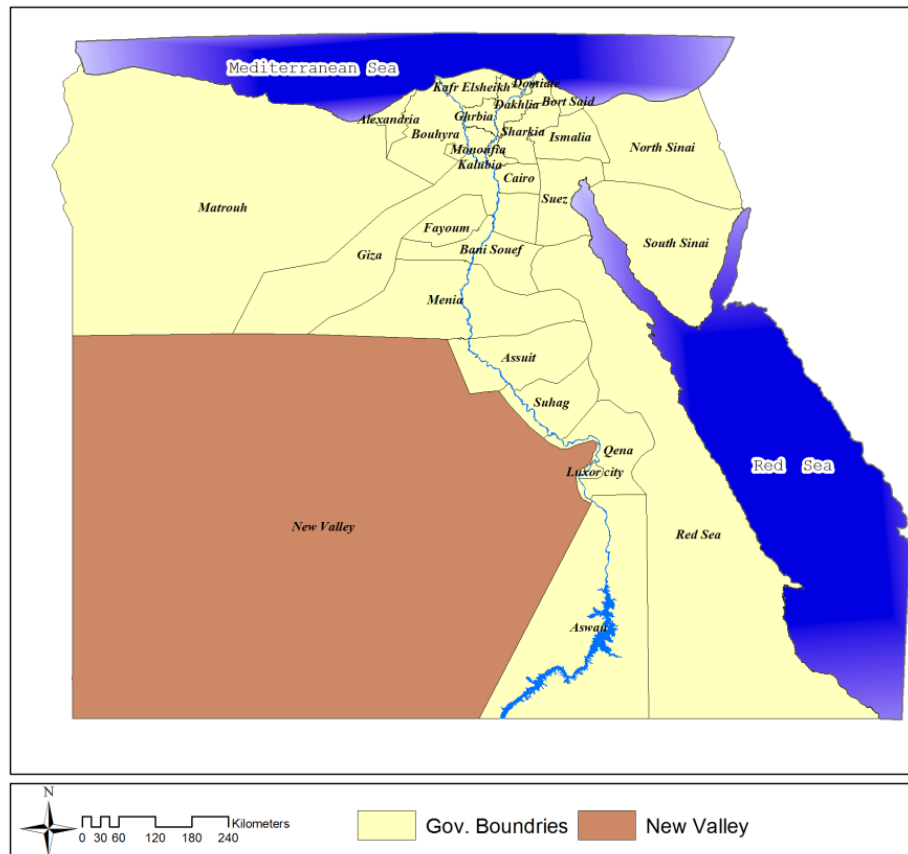 Mediterranean Sea
Kafr Elsheikh
Domiate
Dakhlia
Bort Said
Alexandria
Ghrbia
Bouhyra
Sharkia
Ismalia
Monoufia
North Sinai
Kalubia
Cairo
Suez
Matrouh
Fayoum
South Sinai
Giza
Bani Souef
Menia
Assuit
Suhag
Qena
Luxor city
Red Sea
New Valley
Red Sea
Aswan
N
Kilometers
0 30 60 120 180 240
Gov. Boundries
New Valley